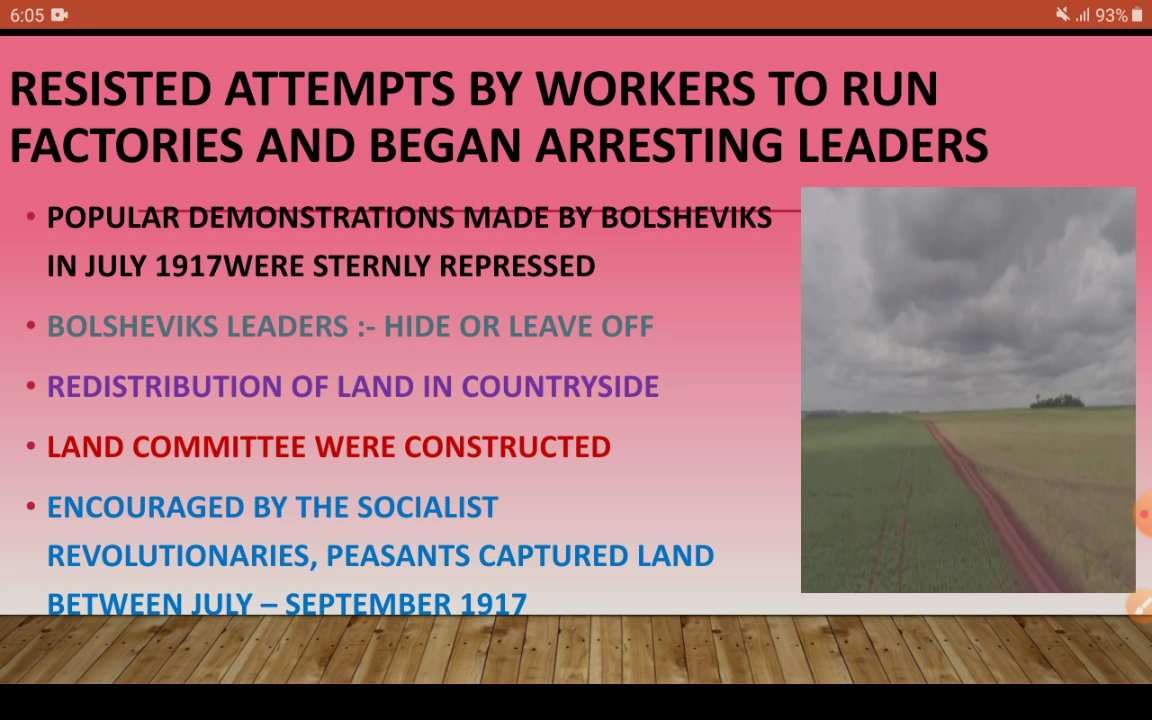 6:05
93%
RESISTED ATTEMPTS BY WORKERS TO RUN
FACTORIES AND BEGAN ARRESTING LEADERS
• POPULAR DEMONSTRATIONS MADE BY BOLSHEVIKS
IN JULY 1917WERE STERNLY REPRESSED
• BOLSHEVIKS LEADERS :- HIDE OR LEAVE OFF
• REDISTRIBUTION OF LAND IN COUNTRYSIDE
• LAND COMMITTEE WERE CONSTRUCTED
• ENCOURAGED BY THE SOCIALIST
REVOLUTIONARIES, PEASANTS CAPTURED LAND
BETWEEN JULY – SEPTEMBER 1917